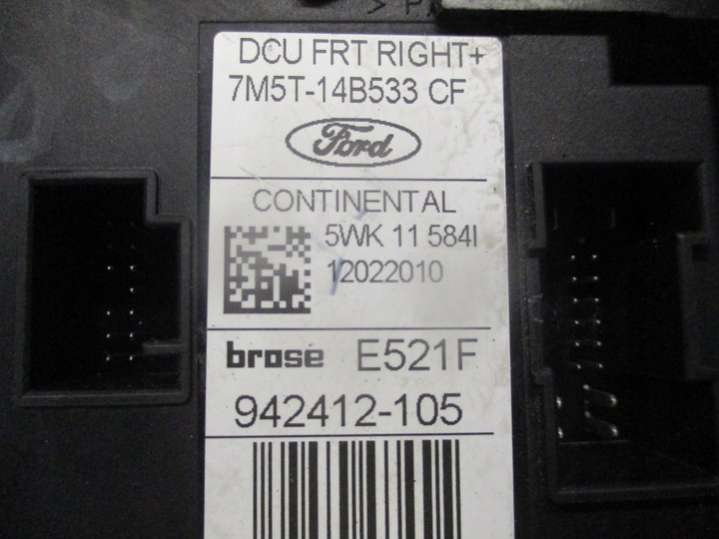 DCU FRT RIGHT+
7M5T-14B533 CF
Ford
CONTINENTAL
5WK 11 584I
12022010
brose E521F
942412-105